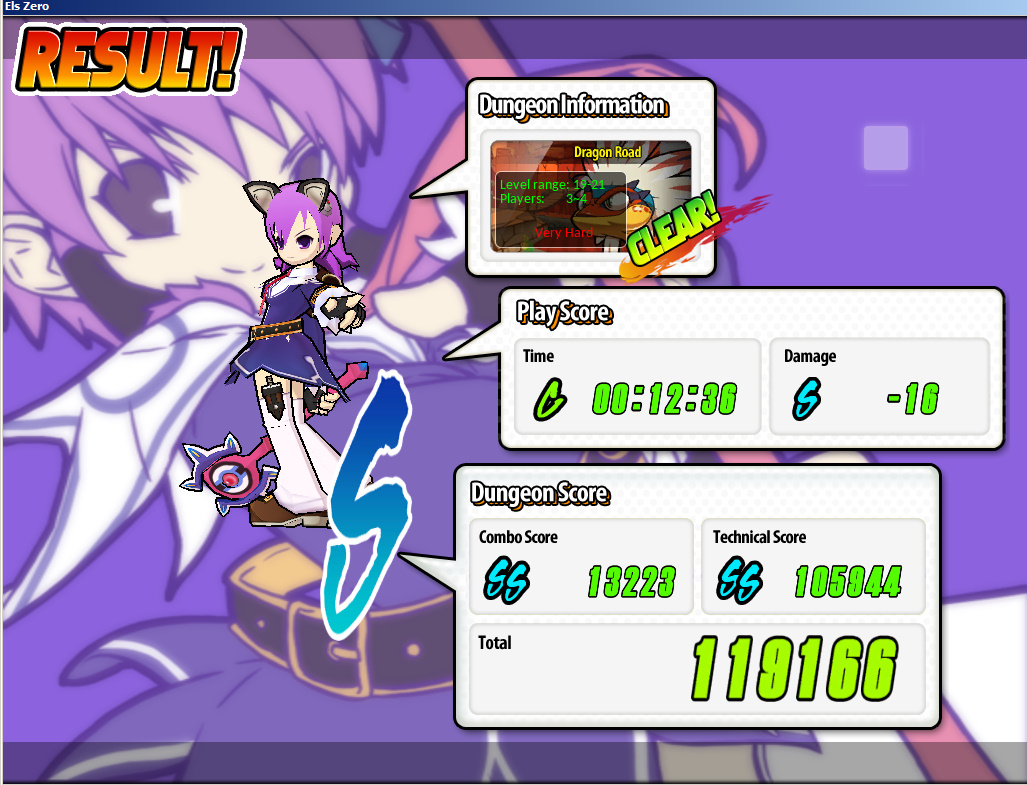 Els Zero
RESULT!
Dungeon Information
Dragon Road
Level range: 19-21
Players: 3~4
Very Hard
CLEAR!
Play Score
Time
Damage
C 00:12:36
S -16
S
Dungeon Score
Combo Score
Technical Score
SS 13223
SS 105944
Total
119166